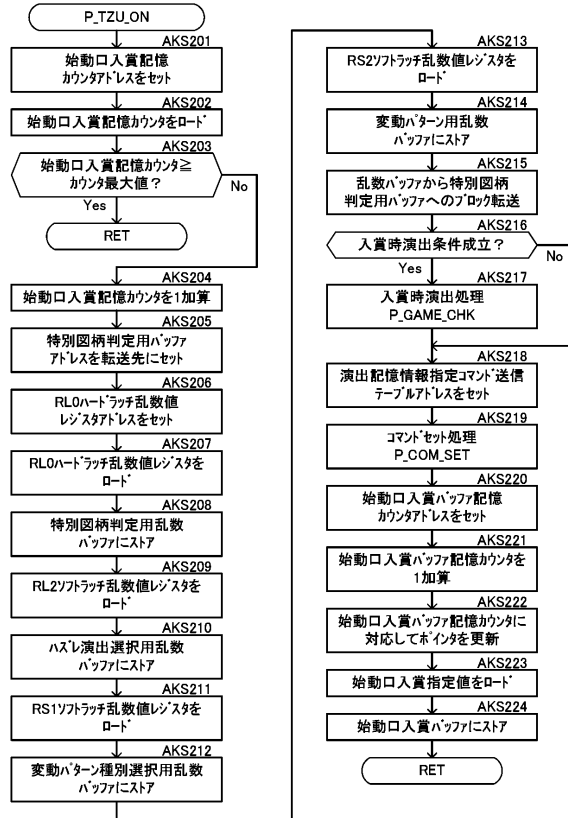 P_TZU_ON
AKS201
始動口入賞記憶
カウンタアドレスをセット
AKS202
始動口入賞記憶カウンタをロード
AKS203
始動口入賞記憶カウンタ≧
カウンタ最大値？
No
Yes
RET
AKS204
始動口入賞記憶カウンタを1加算
AKS205
特別図柄判定用バッファ
アドレスを転送先にセット
AKS206
RL0ハードラッチ乱数値
レジスタアドレスをセット
AKS207
RL0ハードラッチ乱数値レジスタを
ロード
AKS208
特別図柄判定用乱数
バッファにストア
AKS209
RL2ソフトラッチ乱数値レジスタを
ロード
AKS210
ハズレ演出選択用乱数
バッファにストア
AKS211
RS1ソフトラッチ乱数値レジスタを
ロード
AKS212
変動パターン種別選択用乱数
バッファにストア
AKS213
RS2ソフトラッチ乱数値レジスタを
ロード
AKS214
変動パターン用乱数
バッファにストア
AKS215
乱数バッファから特別図柄
判定用バッファへのブロック転送
AKS216
入賞時演出条件成立？
No
Yes
AKS217
入賞時演出処理
P_GAME_CHK
AKS218
演出記憶情報指定コマンド送信
テーブルアドレスをセット
AKS219
コマンドセット処理
P_COM_SET
AKS220
始動口入賞バッファ記憶
カウンタアドレスをセット
AKS221
始動口入賞バッファ記憶カウンタを
1加算
AKS222
始動口入賞バッファ記憶カウンタに
対応してポインタを更新
AKS223
始動口入賞指定値をロード
AKS224
始動口入賞バッファにストア
RET